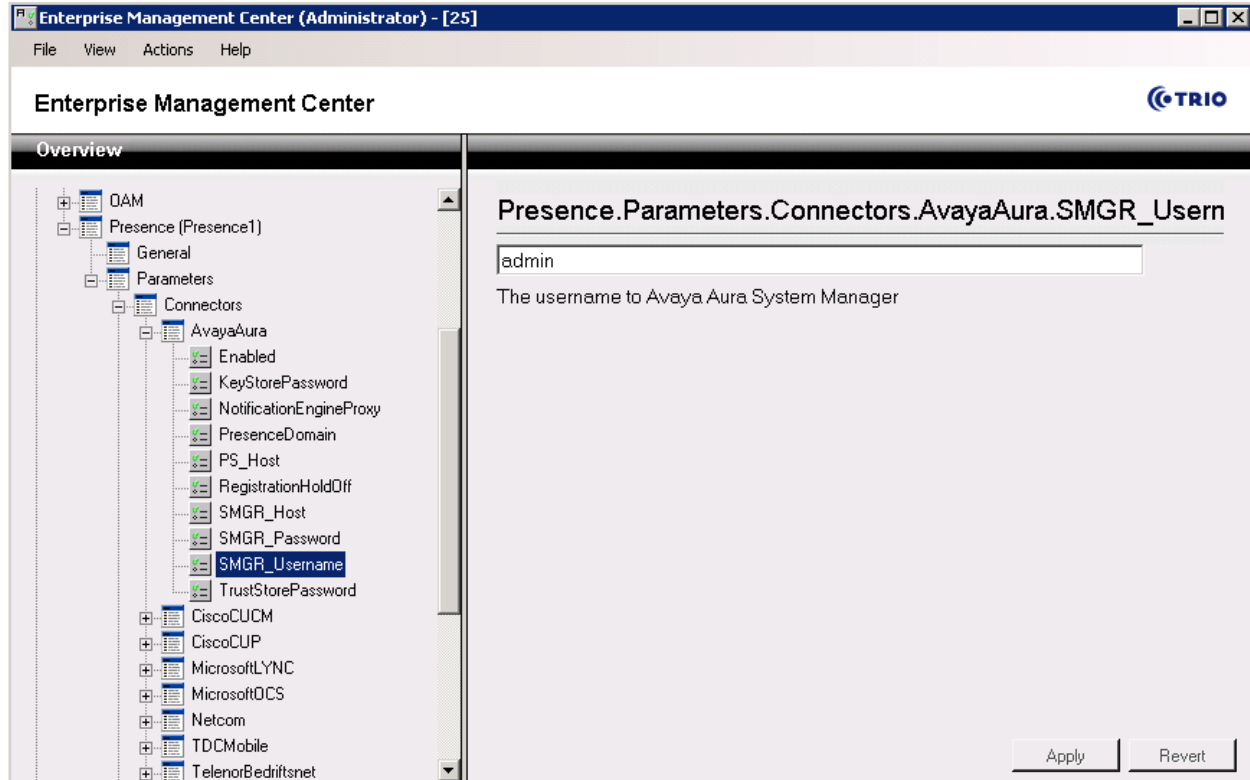 Enterprise Management Center (Administrator) - [25]
File View Actions Help
Enterprise Management Center
TRIO
Overview
OAM
Presence (Presence1)
General
Parameters
Connectors
AvayaAura
Enabled
KeyStorePassword
NotificationEngineProxy
PresenceDomain
PS_Host
RegistrationHoldOff
SMGR_Host
SMGR_Password
SMGR_Username
TrustStorePassword
CiscoCUCM
CiscoCUP
MicrosoftLYNC
MicrosoftOCS
Netcom
TDCMobile
TelenorBedriftsnet
Presence.Parameters.Connectors.AvayaAura.SMGR_Usern
admin
The username to Avaya Aura System Manager
Apply Revert